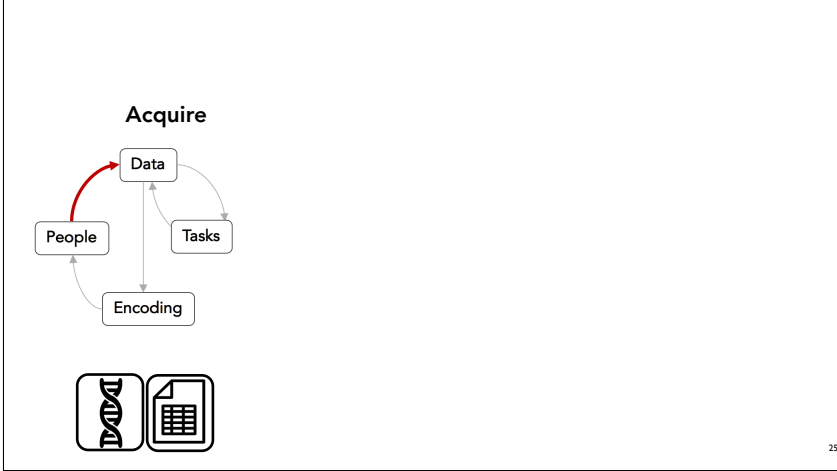 Acquire
Data
People
Tasks
Encoding
25